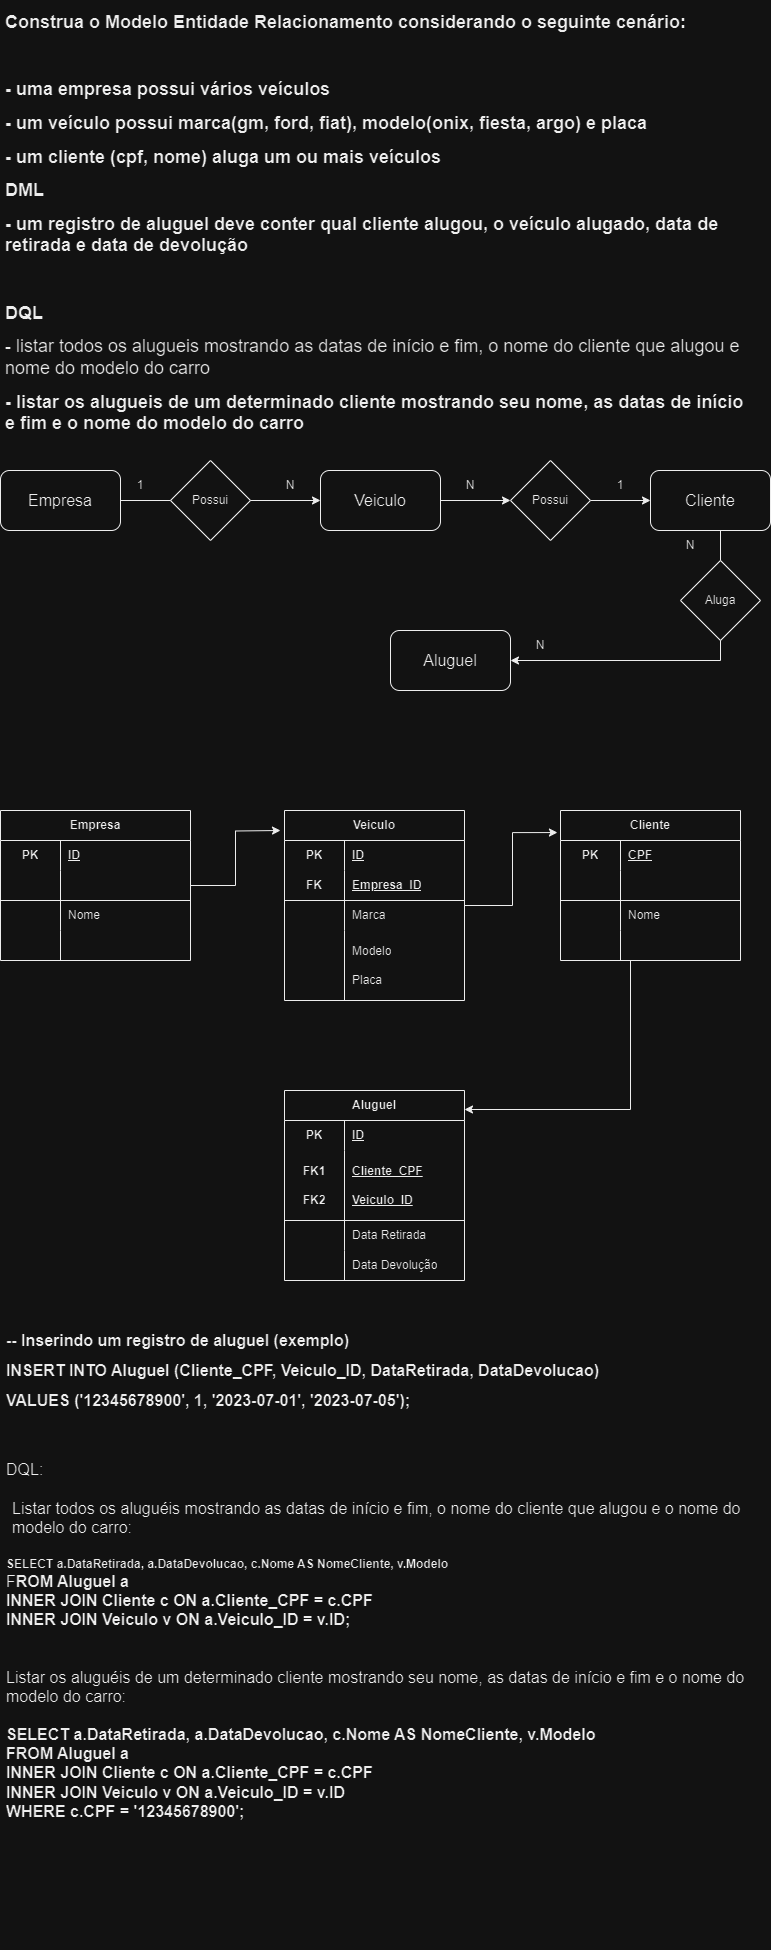 Construa o Modelo Entidade Relacionamento considerando o seguinte cenário:
- uma empresa possui vários veículos
- um veículo possui marca(gm, ford, fiat), modelo(onix, fiesta, argo) e placa
- um cliente (cpf, nome) aluga um ou mais veículos
DML
- um registro de aluguel deve conter qual cliente alugou, o veículo alugado, data de
retirada e data de devolução
DQL
- listar todos os alugueis mostrando as datas de início e fim, o nome do cliente que alugou e
nome do modelo do carro
- listar os alugueis de um determinado cliente mostrando seu nome, as datas de início
e fim e o nome do modelo do carro
Empresa 1 Possui N Veiculo N Possui 1 Cliente
N
Aluga
Aluguel N
Empresa
PK ID
Nome
Veiculo
PK ID
FK Empresa_ID
Marca
Modelo
Placa
Cliente
PK CPF
Nome
Aluguel
PK ID
FK1 Cliente_CPF
FK2 Veiculo_ID
Data Retirada
Data Devolução
-- Inserindo um registro de aluguel (exemplo)
INSERT INTO Aluguel (Cliente_CPF, Veiculo_ID, DataRetirada, DataDevolucao)
VALUES ('12345678900', 1, '2023-07-01', '2023-07-05');
DQL:
Listar todos os aluguéis mostrando as datas de início e fim, o nome do cliente que alugou e o nome do
modelo do carro:
SELECT a.DataRetirada, a.DataDevolucao, c.Nome AS NomeCliente, v.Modelo
FROM Aluguel a
INNER JOIN Cliente c ON a.Cliente_CPF = c.CPF
INNER JOIN Veiculo v ON a.Veiculo_ID = v.ID;
Listar os aluguéis de um determinado cliente mostrando seu nome, as datas de início e fim e o nome do
modelo do carro:
SELECT a.DataRetirada, a.DataDevolucao, c.Nome AS NomeCliente, v.Modelo
FROM Aluguel a
INNER JOIN Cliente c ON a.Cliente_CPF = c.CPF
INNER JOIN Veiculo v ON a.Veiculo_ID = v.ID
WHERE c.CPF = '12345678900';